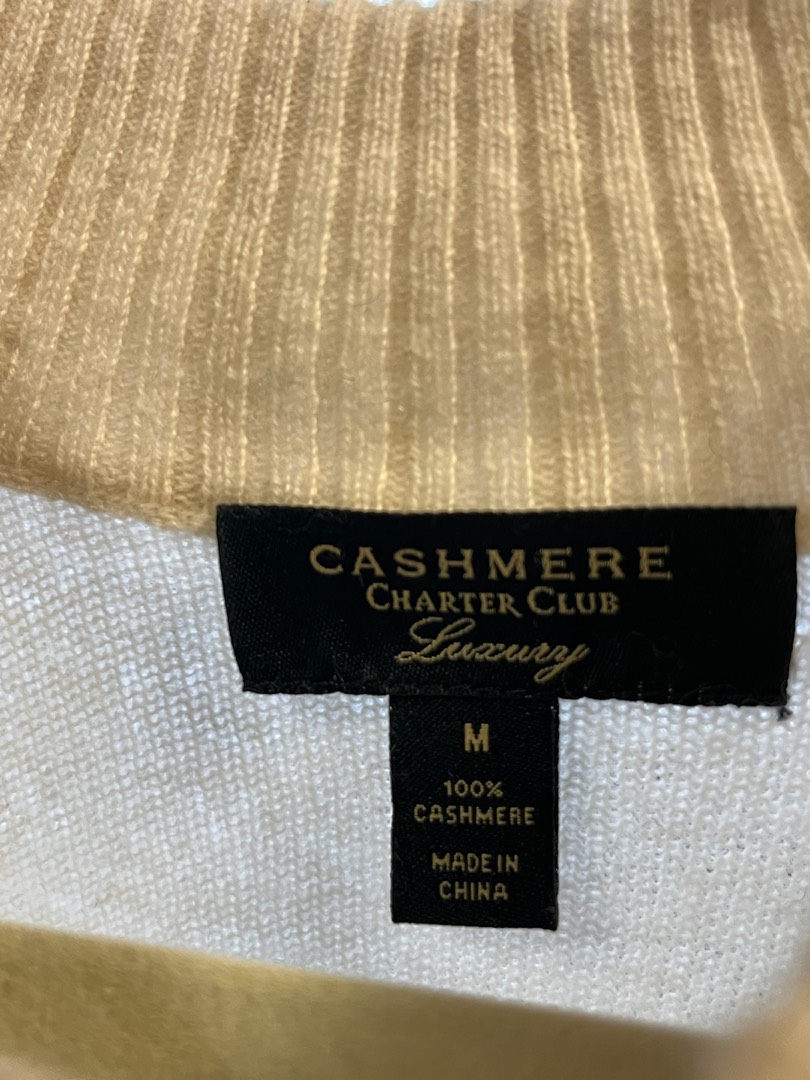 CASHMERE
CHARTER CLUB
Luxury
M
100%
CASHMERE
MADE IN
CHINA